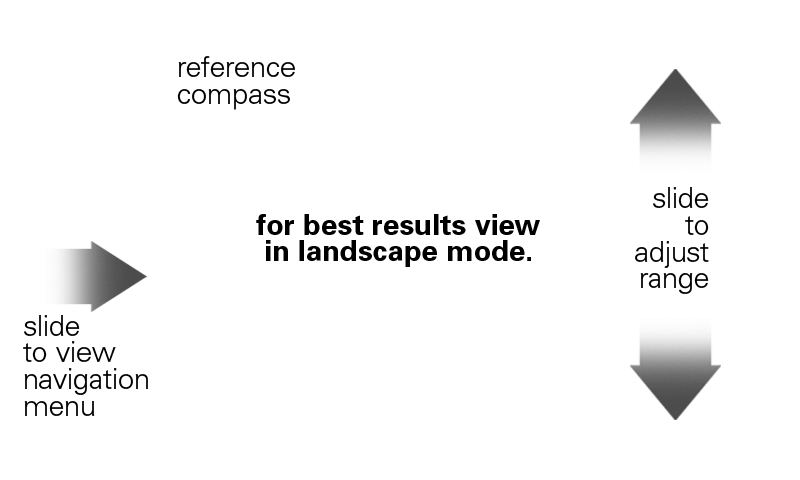 reference
compass
for best results view
in landscape mode.
slide
to
adjust
range
slide
to view
navigation
menu